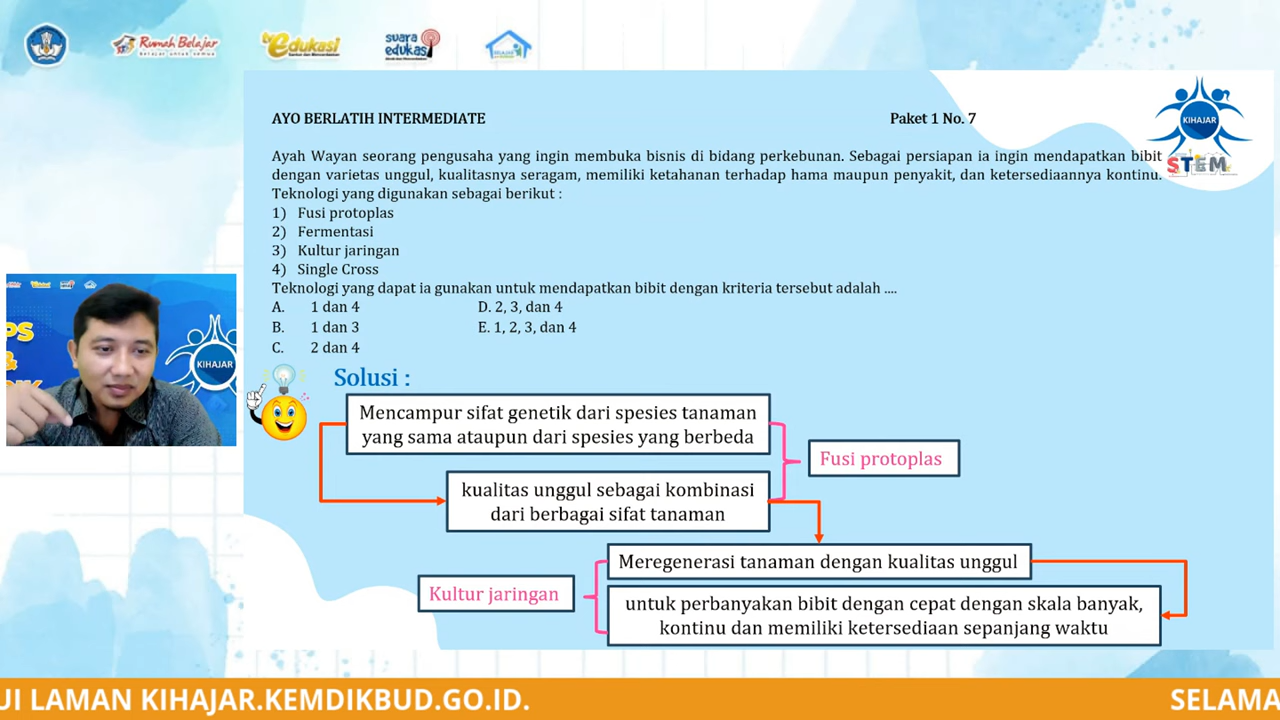 Rumah Belajar
Belajar untuk semua
tv Edukasi
suara
edukasi
AYO BERLATIH INTERMEDIATE
Paket 1 No. 7
KIHAJAR
STEM
Ayah Wayan seorang pengusaha yang ingin membuka bisnis di bidang perkebunan. Sebagai persiapan ia ingin mendapatkan bibit
dengan varietas unggul, kualitasnya seragam, memiliki ketahanan terhadap hama maupun penyakit, dan ketersediaannya kontinu.
Teknologi yang digunakan sebagai berikut :
1) Fusi protoplas
2) Fermentasi
3) Kultur jaringan
4) Single Cross
Teknologi yang dapat ia gunakan untuk mendapatkan bibit dengan kriteria tersebut adalah ....
A. 1 dan 4 D. 2, 3, dan 4
B. 1 dan 3 E. 1, 2, 3, dan 4
C. 2 dan 4
KIHAJAR
Solusi :
Mencampur sifat genetik dari spesies tanaman
yang sama ataupun dari spesies yang berbeda
Fusi protoplas
kualitas unggul sebagai kombinasi
dari berbagai sifat tanaman
Meregenerasi tanaman dengan kualitas unggul
Kultur jaringan
untuk perbanyakan bibit dengan cepat dengan skala banyak,
kontinu dan memiliki ketersediaan sepanjang waktu
UI LAMAN KIHAJAR.KEMDIKBUD.GO.ID. SELAMA